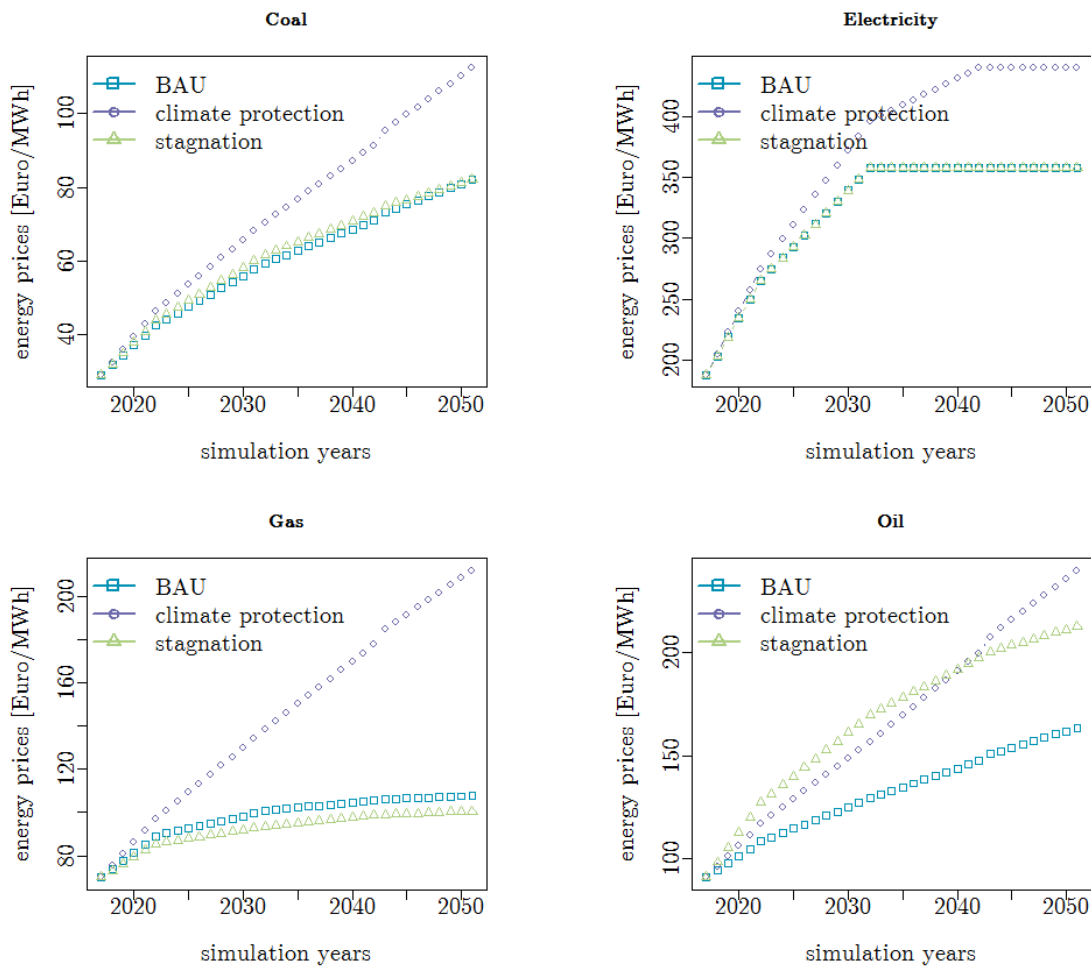 Coal
energy prices [Euro/MWh]
100
80
60
40
BAU
climate protection
stagnation
2020 2030 2040 2050
simulation years
Electricity
energy prices [Euro/MWh]
400
350
300
250
200
BAU
climate protection
stagnation
2020 2030 2040 2050
simulation years
Gas
energy prices [Euro/MWh]
200
160
120
80
BAU
climate protection
stagnation
2020 2030 2040 2050
simulation years
Oil
energy prices [Euro/MWh]
200
150
100
BAU
climate protection
stagnation
2020 2030 2040 2050
simulation years